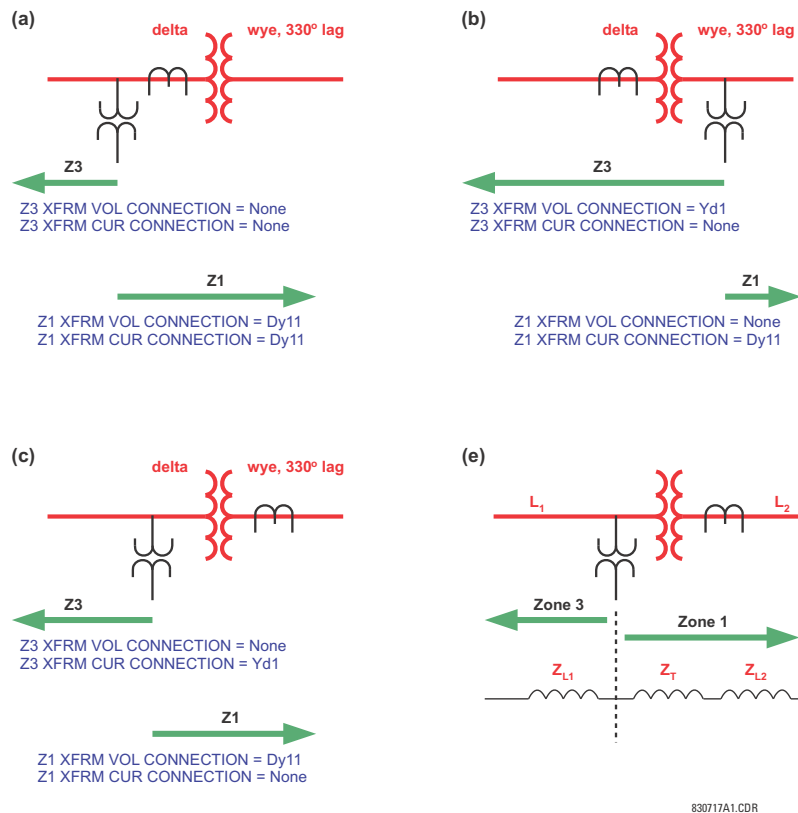 (a)
delta
wye, 330º lag
Z3
Z3 XFRM VOL CONNECTION = None
Z3 XFRM CUR CONNECTION = None
Z1
Z1 XFRM VOL CONNECTION = Dy11
Z1 XFRM CUR CONNECTION = Dy11
(b)
delta
wye, 330º lag
Z3
Z3 XFRM VOL CONNECTION = Yd1
Z3 XFRM CUR CONNECTION = None
Z1
Z1 XFRM VOL CONNECTION = None
Z1 XFRM CUR CONNECTION = Dy11
(c)
delta
wye, 330º lag
Z3
Z3 XFRM VOL CONNECTION = None
Z3 XFRM CUR CONNECTION = Yd1
Z1
Z1 XFRM VOL CONNECTION = Dy11
Z1 XFRM CUR CONNECTION = None
(e)
L1
L2
Zone 3
Zone 1
ZL1
ZT
ZL2
830717A1.CDR